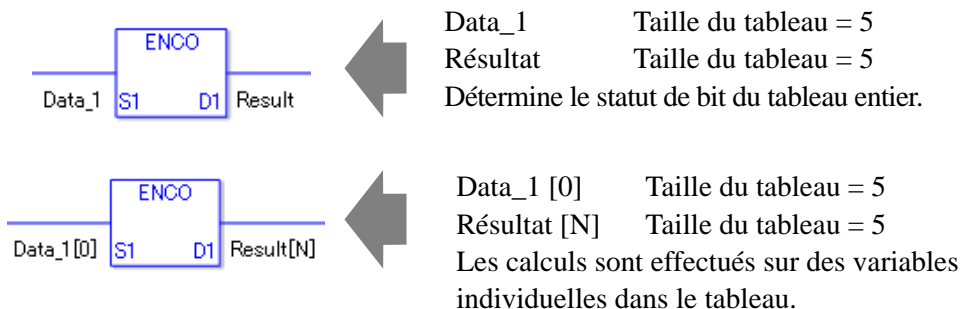 ENCO
Data_1 S1 D1 Result
Data_1 Taille du tableau = 5
Résultat Taille du tableau = 5
Détermine le statut de bit du tableau entier.
ENCO
Data_1[0] S1 D1 Result[N]
Data_1 [0] Taille du tableau = 5
Résultat [N] Taille du tableau = 5
Les calculs sont effectués sur des variables
individuelles dans le tableau.